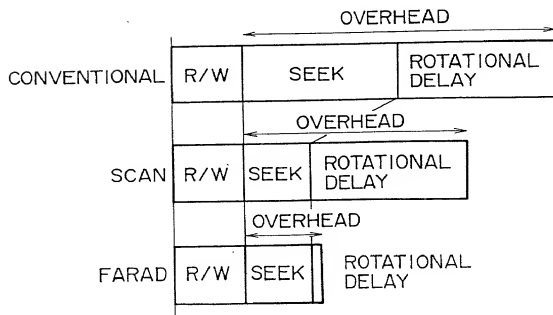 OVERHEAD
CONVENTIONAL R/W SEEK ROTATIONAL DELAY
OVERHEAD
SCAN R/W SEEK ROTATIONAL DELAY
OVERHEAD
FARAD R/W SEEK ROTATIONAL DELAY